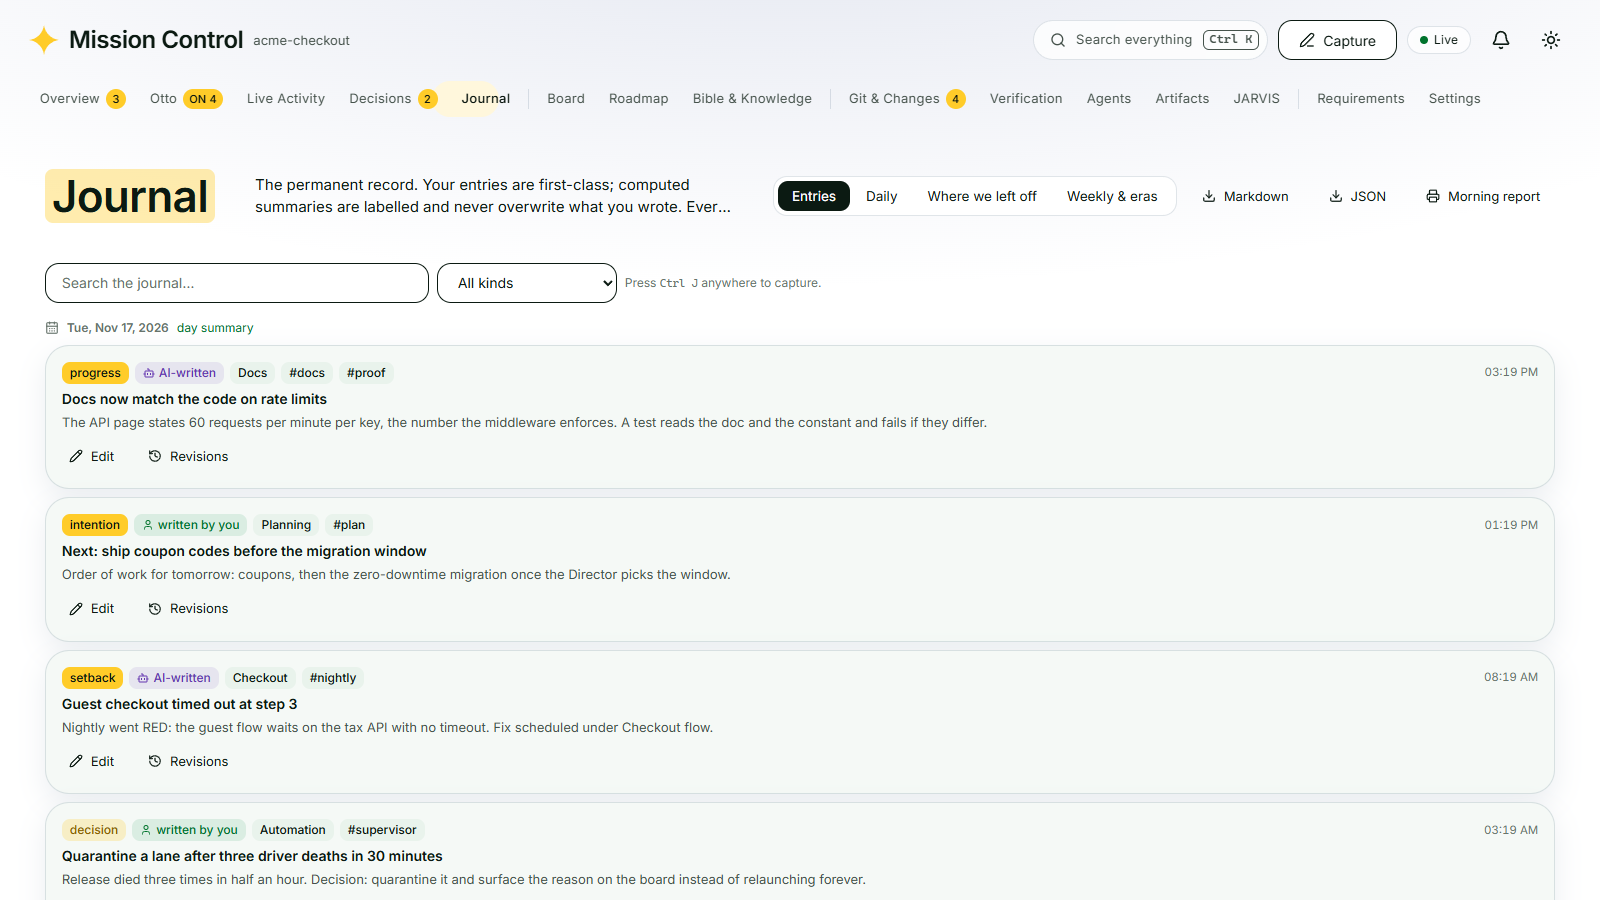 Mission Control acme-checkout
Search everything Ctrl K
Capture
Live
Overview 3 Otto ON 4 Live Activity Decisions 2 Journal Board Roadmap Bible & Knowledge Git & Changes 4 Verification Agents Artifacts JARVIS Requirements Settings
Journal
The permanent record. Your entries are first-class; computed
summaries are labelled and never overwrite what you wrote. Ever...
Entries Daily Where we left off Weekly & eras
Markdown JSON Morning report
Search the journal...
All kinds
Press Ctrl J anywhere to capture.
Tue, Nov 17, 2026 day summary
progress AI-written Docs #docs #proof 03:19 PM
Docs now match the code on rate limits
The API page states 60 requests per minute per key, the number the middleware enforces. A test reads the doc and the constant and fails if they differ.
Edit Revisions
intention written by you Planning #plan 01:19 PM
Next: ship coupon codes before the migration window
Order of work for tomorrow: coupons, then the zero-downtime migration once the Director picks the window.
Edit Revisions
setback AI-written Checkout #nightly 08:19 AM
Guest checkout timed out at step 3
Nightly went RED: the guest flow waits on the tax API with no timeout. Fix scheduled under Checkout flow.
Edit Revisions
decision written by you Automation #supervisor 03:19 AM
Quarantine a lane after three driver deaths in 30 minutes
Release died three times in half an hour. Decision: quarantine it and surface the reason on the board instead of relaunching forever.